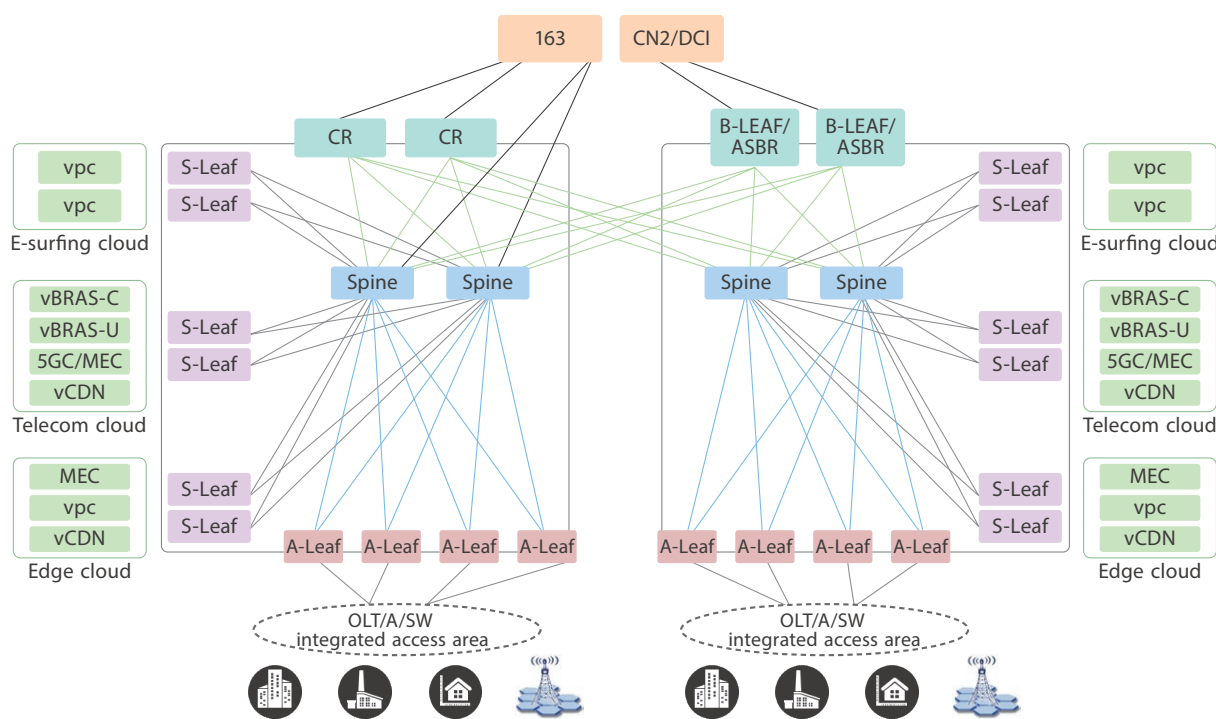 163
CN2/DCI
CR
CR
B-LEAF/
ASBR
B-LEAF/
ASBR
vpc
vpc
E-surfing cloud
S-Leaf
S-Leaf
S-Leaf
S-Leaf
vpc
vpc
E-surfing cloud
Spine
Spine
Spine
Spine
vBRAS-C
vBRAS-U
5GC/MEC
vCDN
Telecom cloud
S-Leaf
S-Leaf
S-Leaf
S-Leaf
vBRAS-C
vBRAS-U
5GC/MEC
vCDN
Telecom cloud
MEC
vpc
vCDN
Edge cloud
S-Leaf
S-Leaf
S-Leaf
S-Leaf
MEC
vpc
vCDN
Edge cloud
A-Leaf
A-Leaf
A-Leaf
A-Leaf
A-Leaf
A-Leaf
A-Leaf
A-Leaf
OLT/A/SW
integrated access area
OLT/A/SW
integrated access area